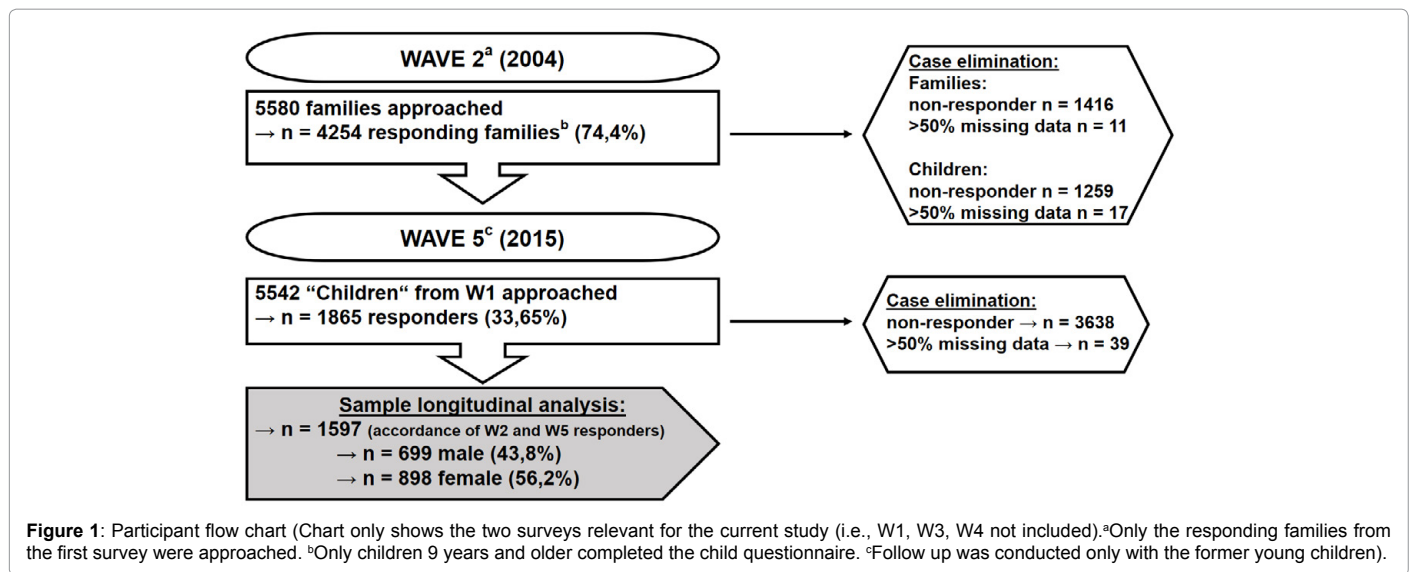 WAVE 2ᵃ (2004)
5580 families approached
→ n = 4254 responding familiesᵇ (74,4%)
Case elimination:
Families:
non-responder n = 1416
>50% missing data n = 11
Children:
non-responder n = 1259
>50% missing data n = 17
WAVE 5ᶜ (2015)
5542 “Children“ from W1 approached
→ n = 1865 responders (33,65%)
Case elimination:
non-responder → n = 3638
>50% missing data → n = 39
Sample longitudinal analysis:
→ n = 1597 (accordance of W2 and W5 responders)
→ n = 699 male (43,8%)
→ n = 898 female (56,2%)
Figure 1: Participant flow chart (Chart only shows the two surveys relevant for the current study (i.e., W1, W3, W4 not included).ᵃOnly the responding families from
the first survey were approached. ᵇOnly children 9 years and older completed the child questionnaire. ᶜFollow up was conducted only with the former young children).